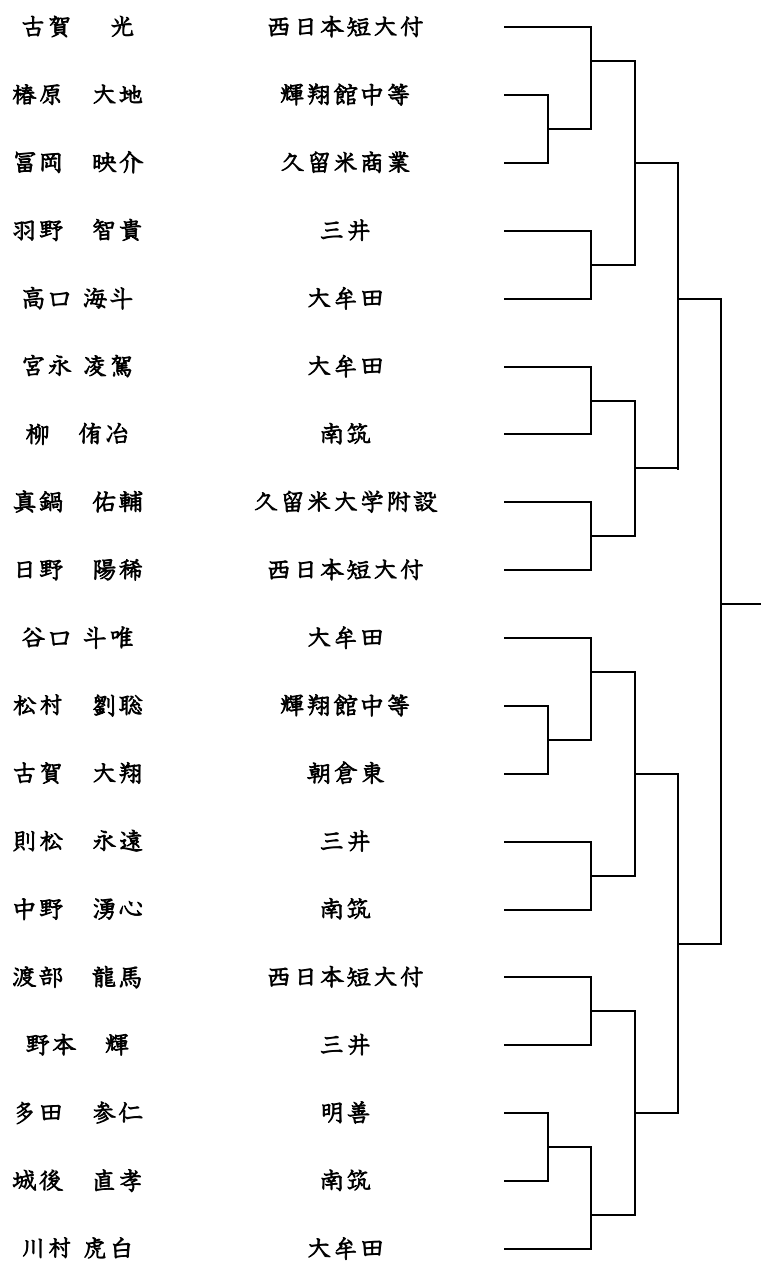 古賀　光　西日本短大付
椿原　大地　輝翔館中等
冨岡　映介　久留米商業
羽野　智貴　三井
高口 海斗　大牟田
宮永 凌駕　大牟田
柳　侑冶　南筑
真鍋　佑輔　久留米大学附設
日野　陽稀　西日本短大付
谷口 斗唯　大牟田
松村　劉聡　輝翔館中等
古賀　大翔　朝倉東
則松　永遠　三井
中野　湧心　南筑
渡部　龍馬　西日本短大付
野本　輝　三井
多田　参仁　明善
城後　直孝　南筑
川村 虎白　大牟田